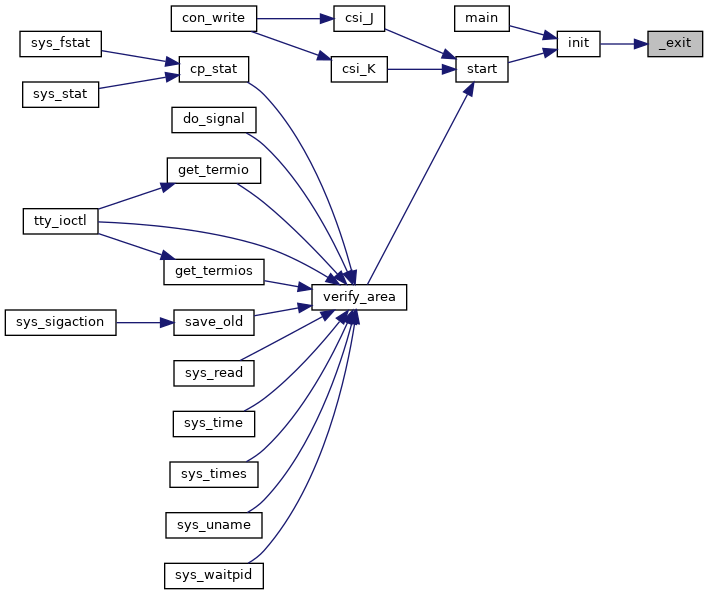 con_write
csi_J
main
sys_fstat
init
_exit
cp_stat
csi_K
start
sys_stat
do_signal
get_termio
tty_ioctl
get_termios
verify_area
sys_sigaction
save_old
sys_read
sys_time
sys_times
sys_uname
sys_waitpid